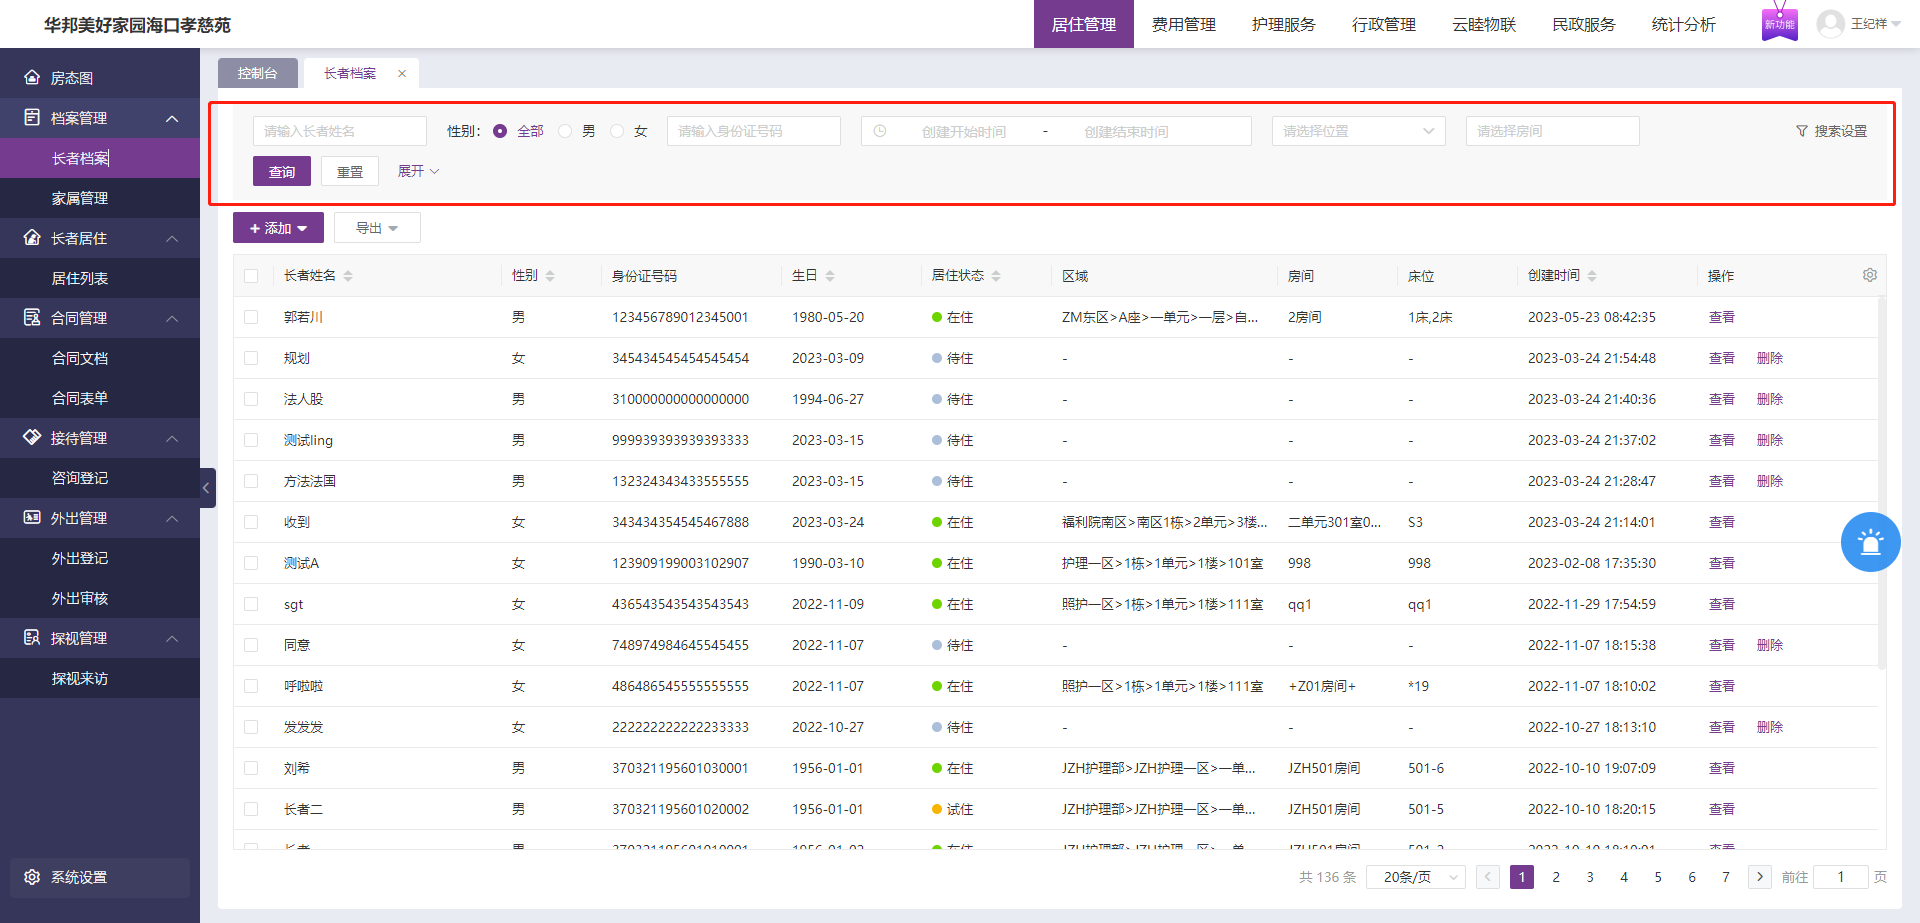 华邦美好家园海口孝慈苑
居住管理 费用管理 护理服务 行政管理 云睦物联 民政服务 统计分析 新功能 王纪祥
房态图
档案管理
长者档案
家属管理
长者居住
居住列表
合同管理
合同文档
合同表单
接待管理
咨询登记
外出管理
外出登记
外出审核
探视管理
探视来访
系统设置
控制台 长者档案 ×
请输入长者姓名 性别： 全部 男 女 请输入身份证号码 创建开始时间 - 创建结束时间 请选择位置 请选择房间 搜索设置
查询 重置 展开
+ 添加 导出
长者姓名 性别 身份证号码 生日 居住状态 区域 房间 床位 创建时间 操作
郭若川 男 123456789012345001 1980-05-20 在住 ZM东区>A座>一单元>一层>自... 2房间 1床,2床 2023-05-23 08:42:35 查看
规划 女 345434545454545454 2023-03-09 待住 - - - 2023-03-24 21:54:48 查看 删除
法人股 男 310000000000000000 1994-06-27 待住 - - - 2023-03-24 21:40:36 查看 删除
测试ling 男 999939393939393333 2023-03-15 待住 - - - 2023-03-24 21:37:02 查看 删除
方法法国 男 132324343433555555 2023-03-15 待住 - - - 2023-03-24 21:28:47 查看 删除
收到 女 343434354545467888 2023-03-24 在住 福利院南区>南区1栋>2单元>3楼... 二单元301室0... S3 2023-03-24 21:14:01 查看
测试A 女 123909199003102907 1990-03-10 在住 护理一区>1栋>1单元>1楼>101室 998 998 2023-02-08 17:35:30 查看
sgt 女 436543543543543543 2022-11-09 在住 照护一区>1栋>1单元>1楼>111室 qq1 qq1 2022-11-29 17:54:59 查看
同意 女 748974984645545455 2022-11-07 待住 - - - 2022-11-07 18:15:38 查看 删除
呼啦啦 女 486486545555555555 2022-11-07 在住 照护一区>1栋>1单元>1楼>111室 +Z01房间+ *19 2022-11-07 18:10:02 查看
发发发 女 222222222222233333 2022-10-27 待住 - - - 2022-10-27 18:13:10 查看 删除
刘希 男 370321195601030001 1956-01-01 在住 JZH护理部>JZH护理一区>一单... JZH501房间 501-6 2022-10-10 19:07:09 查看
长者二 男 370321195601020002 1956-01-01 试住 JZH护理部>JZH护理一区>一单... JZH501房间 501-5 2022-10-10 18:20:15 查看
共 136 条 20条/页 1 2 3 4 5 6 7 前往 1 页